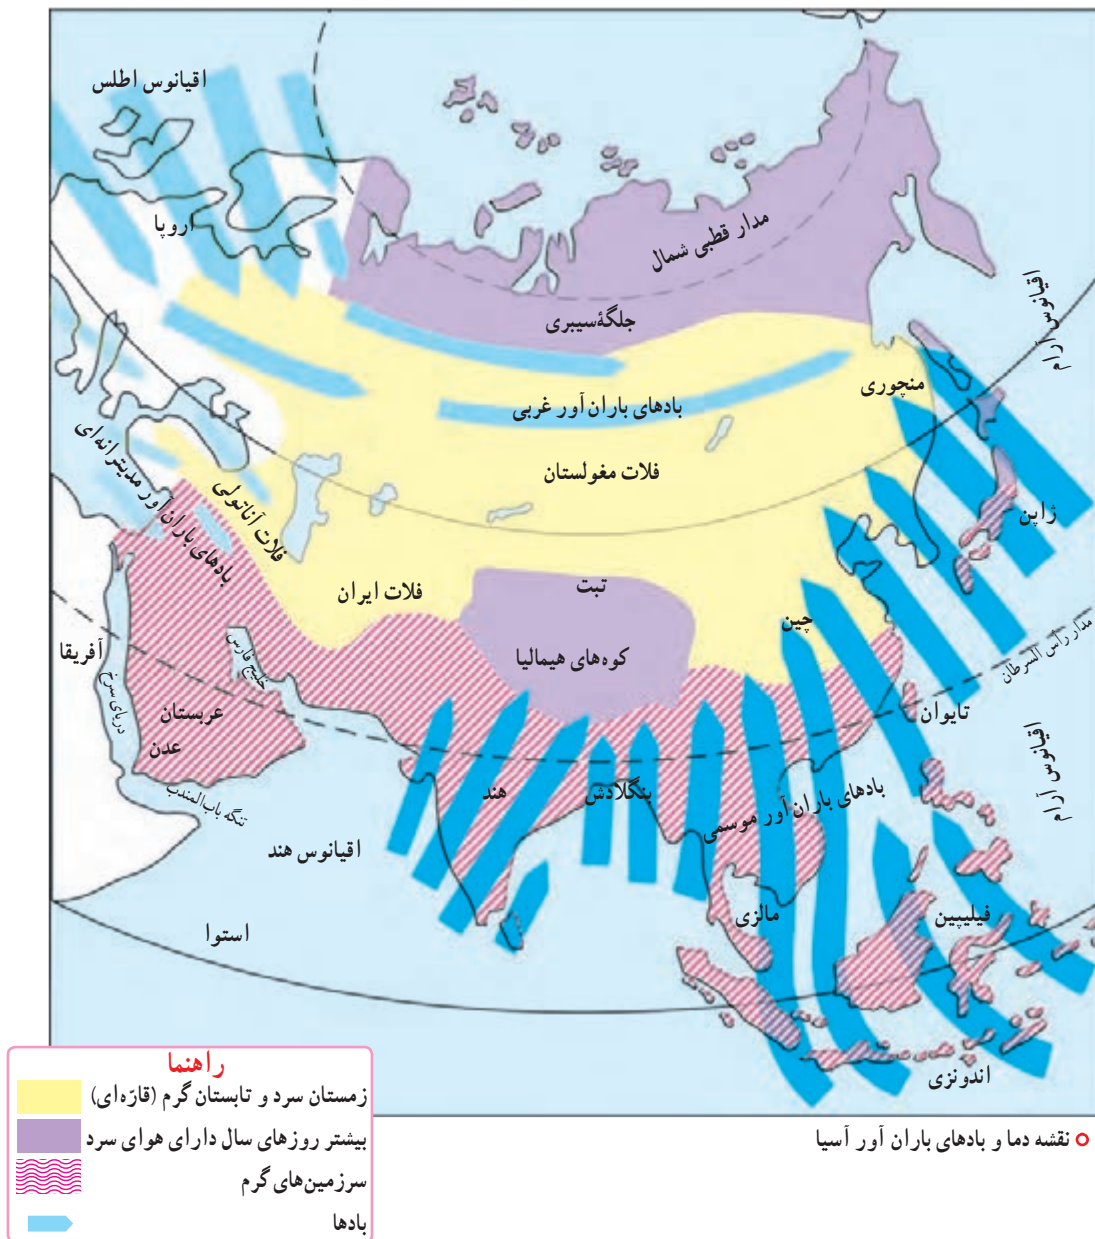 اقیانوس اطلس
اروپا
مدار قطبی شمال
جلگهٔ سیبری
اقیانوس آرام
منچوری
بادهای باران آور غربی
بادهای باران آور مدیترانه‌ای
فلات آناتولی
فلات مغولستان
ژاپن
فلات ایران
تبت
چین
مدار رأس السرطان
آفریقا
خلیج فارس
کوه‌های هیمالیا
دریای سرخ
عربستان
عدن
تایوان
اقیانوس آرام
تنگه باب‌المندب
هند
بنگلادش
بادهای باران آور موسمی
اقیانوس هند
استوا
مالزی
فیلیپین
اندونزی
راهنما
زمستان سرد و تابستان گرم (قارّه‌ای)
بیشتر روزهای سال دارای هوای سرد
سرزمین‌های گرم
بادها
نقشه دما و بادهای باران آور آسیا